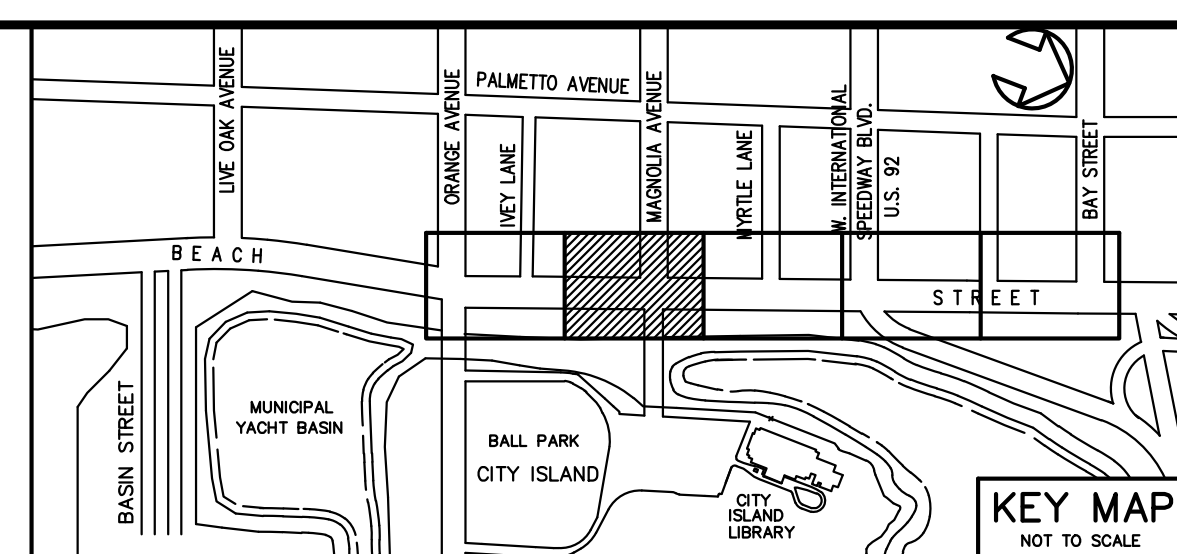 PALMETTO AVENUE
LIVE OAK AVENUE
ORANGE AVENUE
IVEY LANE
MAGNOLIA AVENUE
MYRTLE LANE
W. INTERNATIONAL
SPEEDWAY BLVD.
U.S. 92
BAY STREET
BEACH
STREET
BASIN STREET
MUNICIPAL
YACHT BASIN
BALL PARK
CITY ISLAND
CITY
ISLAND
LIBRARY
KEY MAP
NOT TO SCALE